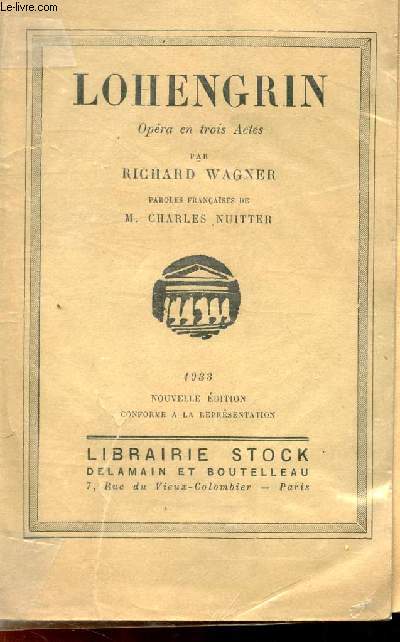 Le-livre.com
LOHENGRIN
Opéra en trois Actes
PAR
RICHARD WAGNER
PAROLES FRANÇAISES DE
M. CHARLES NUITTER
1933
NOUVELLE ÉDITION
CONFORME A LA REPRÉSENTATION
LIBRAIRIE STOCK
DELAMAIN ET BOUTELLEAU
7, Rue du Vieux-Colombier — Paris